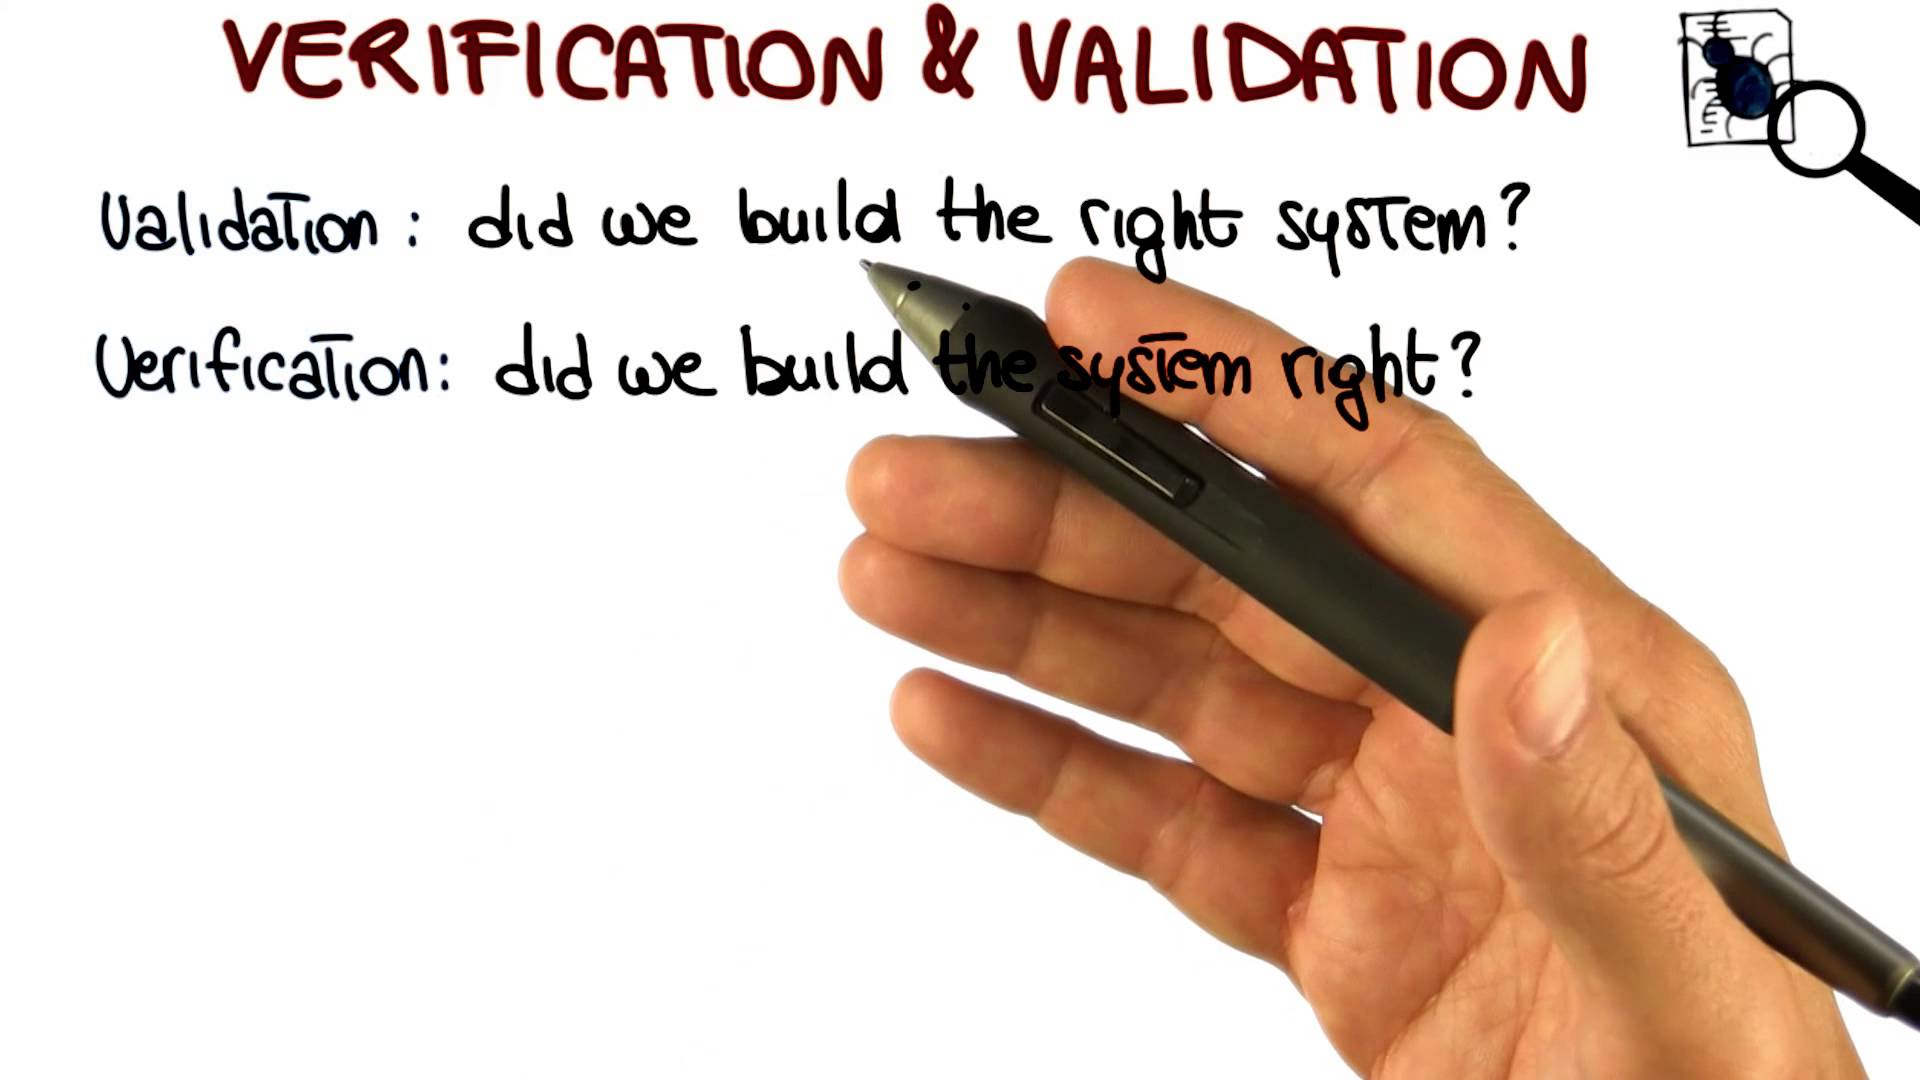 VERIFICATION & VALIDATION
Validation: did we build the right system?
Verification: did we build the system right?